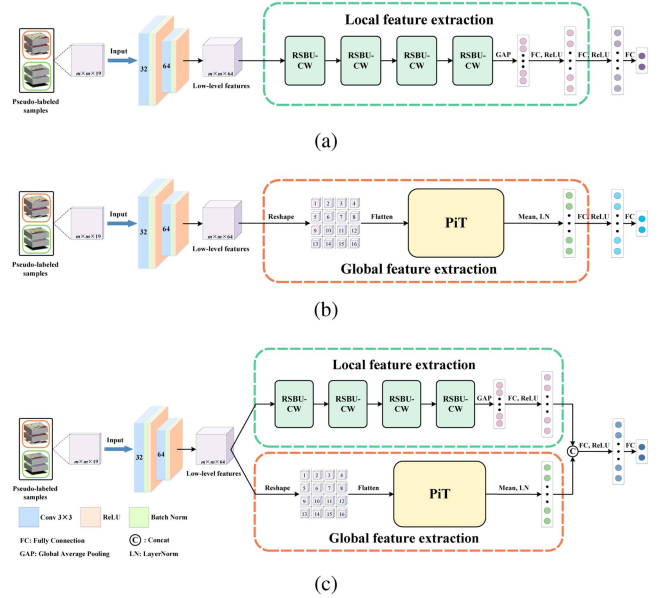 Local feature extraction
Pseudo-labeled
samples
m×m×19
Input
32
64
m×m×64
Low-level features
RSBU-
CW
RSBU-
CW
RSBU-
CW
RSBU-
CW
GAP
FC, ReLU
FC, ReLU
FC
(a)
Pseudo-labeled
samples
m×m×19
Input
32
64
m×m×64
Low-level features
Reshape
1 2 3 4
5 6 7 8
9 10 11 12
13 14 15 16
Flatten
PiT
Mean, LN
FC, ReLU
FC
Global feature extraction
(b)
Local feature extraction
RSBU-
CW
RSBU-
CW
RSBU-
CW
RSBU-
CW
GAP
FC, ReLU
Pseudo-labeled
samples
m×m×19
Input
32
64
m×m×64
Low-level features
C
FC, ReLU
FC
Reshape
1 2 3 4
5 6 7 8
9 10 11 12
13 14 15 16
Flatten
PiT
Mean, LN
Global feature extraction
Conv 3×3
ReLU
Batch Norm
FC: Fully Connection
C : Concat
GAP: Global Average Pooling
LN: LayerNorm
(c)